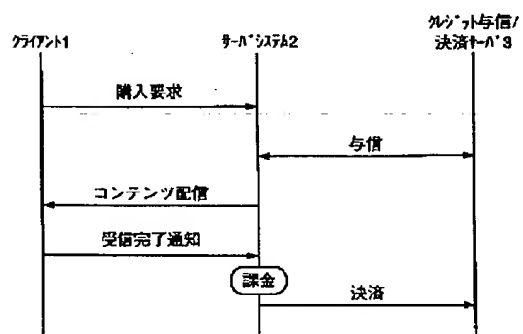 クレジット与信/
クライアント1 サーバシステム2 決済サーバ3
購入要求
与信
コンテンツ配信
受信完了通知
課金
決済